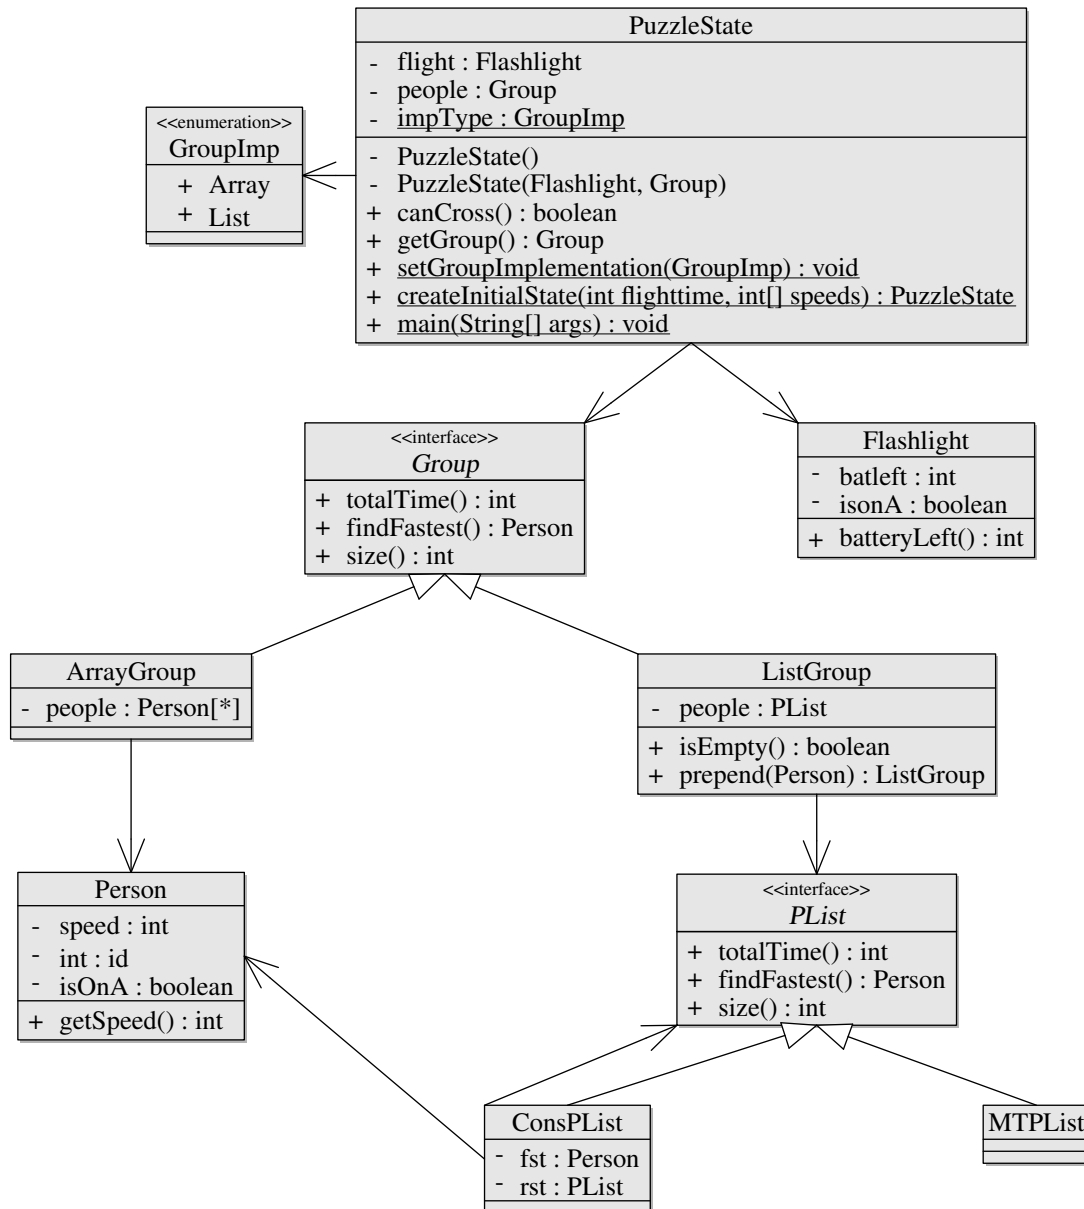 PuzzleState
- flight : Flashlight
- people : Group
- impType : GroupImp
- PuzzleState()
- PuzzleState(Flashlight, Group)
+ canCross() : boolean
+ getGroup() : Group
+ setGroupImplementation(GroupImp) : void
+ createInitialState(int flighttime, int[] speeds) : PuzzleState
+ main(String[] args) : void
<<enumeration>>
GroupImp
+ Array
+ List
<<interface>>
Group
+ totalTime() : int
+ findFastest() : Person
+ size() : int
Flashlight
- batleft : int
- isonA : boolean
+ batteryLeft() : int
ArrayGroup
- people : Person[*]
ListGroup
- people : PList
+ isEmpty() : boolean
+ prepend(Person) : ListGroup
Person
- speed : int
- int : id
- isOnA : boolean
+ getSpeed() : int
<<interface>>
PList
+ totalTime() : int
+ findFastest() : Person
+ size() : int
ConsPList
- fst : Person
- rst : PList
MTPList